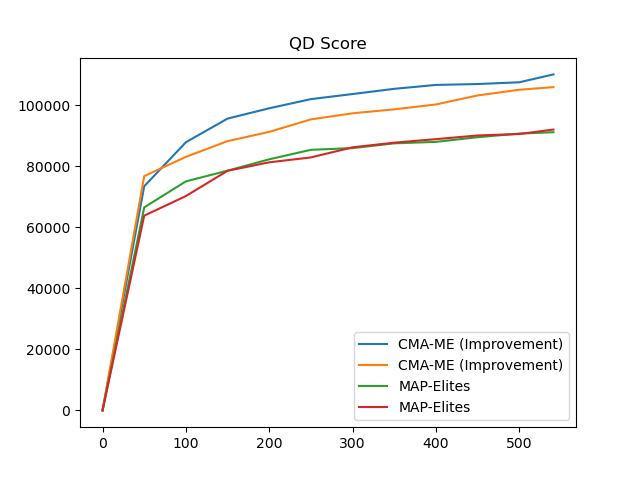 QD Score
100000
80000
60000
40000
20000
0
0 100 200 300 400 500
CMA-ME (Improvement)
CMA-ME (Improvement)
MAP-Elites
MAP-Elites